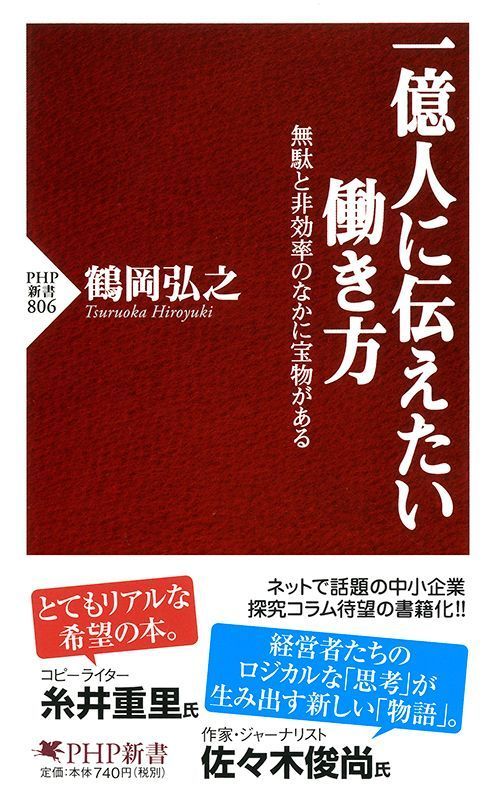 一億人に伝えたい
働き方
無駄と非効率のなかに宝物がある
PHP
新書
806
鶴岡弘之
Tsuruoka Hiroyuki
ネットで話題の中小企業
探究コラム待望の書籍化!!
とてもリアルな
希望の本。
コピーライター
糸井重里氏
経営者たちの
ロジカルな「思考」が
生み出す新しい「物語」。
作家・ジャーナリスト
佐々木俊尚氏
PHP新書
定価:本体740円(税別)